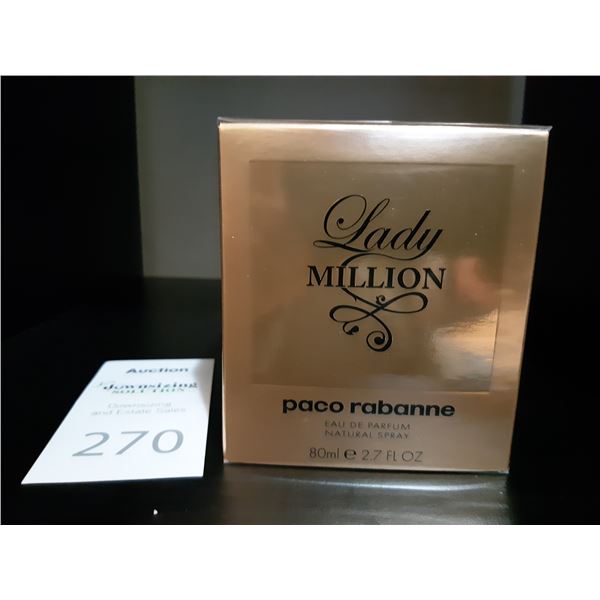 Lady
MILLION
paco rabanne
EAU DE PARFUM
NATURAL SPRAY
80ml e 2.7 FL OZ
Auction
downsizing
SOLUTION
Downsizing
and Estate Sales
270